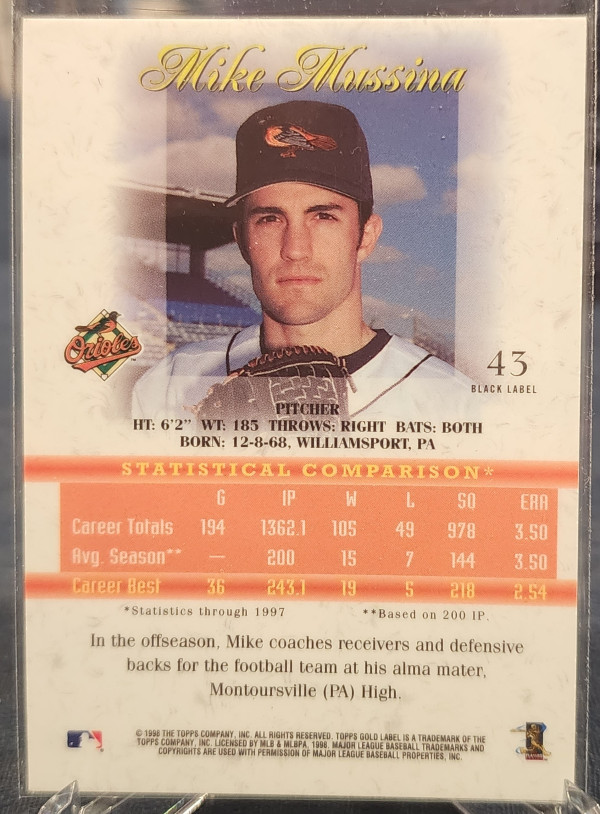 Mike Mussina
Orioles
43
BLACK LABEL
PITCHER
HT: 6'2" WT: 185 THROWS: RIGHT BATS: BOTH
BORN: 12-8-68, WILLIAMSPORT, PA
STATISTICAL COMPARISON*
G IP W L SO ERA
Career Totals 194 1362.1 105 49 978 3.50
Avg. Season** — 200 15 7 144 3.50
Career Best 36 243.1 19 5 218 2.54
*Statistics through 1997 **Based on 200 IP.
In the offseason, Mike coaches receivers and defensive
backs for the football team at his alma mater,
Montoursville (PA) High.
© 1998 THE TOPPS COMPANY, INC. ALL RIGHTS RESERVED. TOPPS GOLD LABEL IS A TRADEMARK OF THE
TOPPS COMPANY, INC. LICENSED BY MLB & MLBPA, 1998. MAJOR LEAGUE BASEBALL TRADEMARKS AND
COPYRIGHTS ARE USED WITH PERMISSION OF MAJOR LEAGUE BASEBALL PROPERTIES, INC.